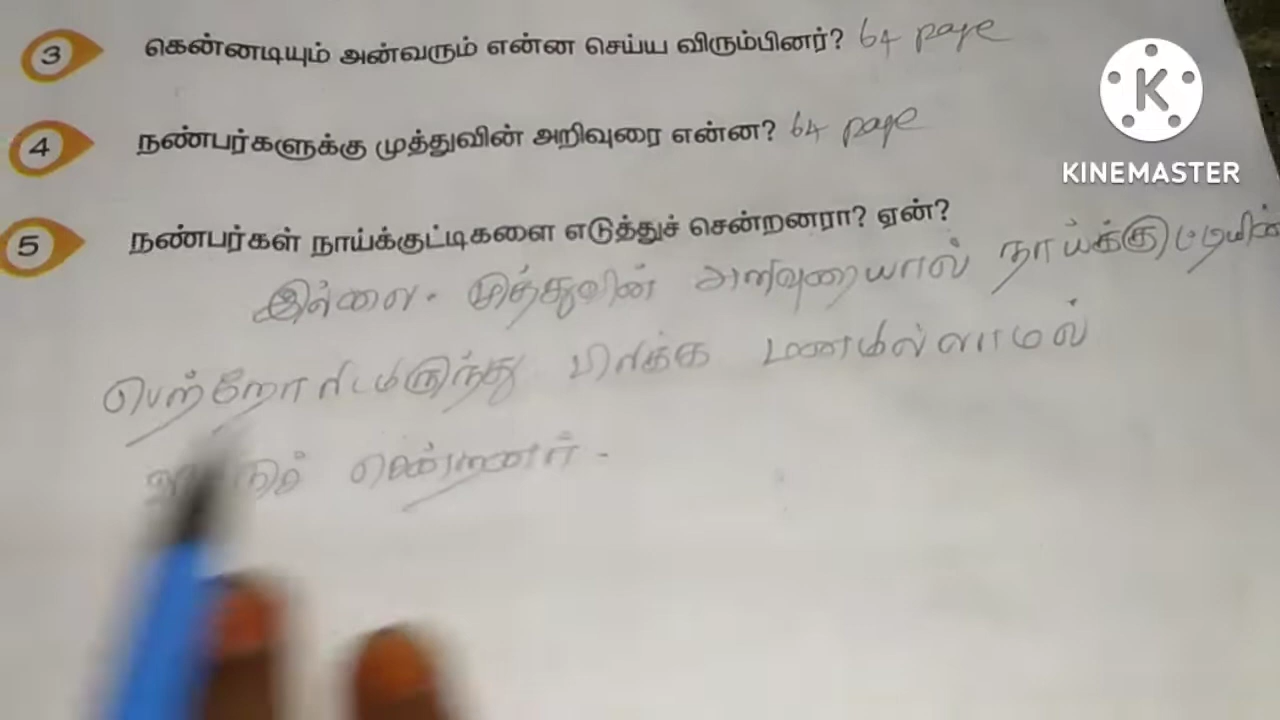 3 கென்னடியும் அன்வரும் என்ன செய்ய விரும்பினர்? 64 page
4 நண்பர்களுக்கு முத்துவின் அறிவுரை என்ன? 64 page
K
KINEMASTER
5 நண்பர்கள் நாய்க்குட்டிகளை எடுத்துச் சென்றனரா? ஏன்?
இல்லை. முத்துவின் அறிவுரையால் நாய்க்குட்டியின்
பெற்றோரிடமிருந்து பிரிக்க மனமில்லாமல்
சென்றனர்.